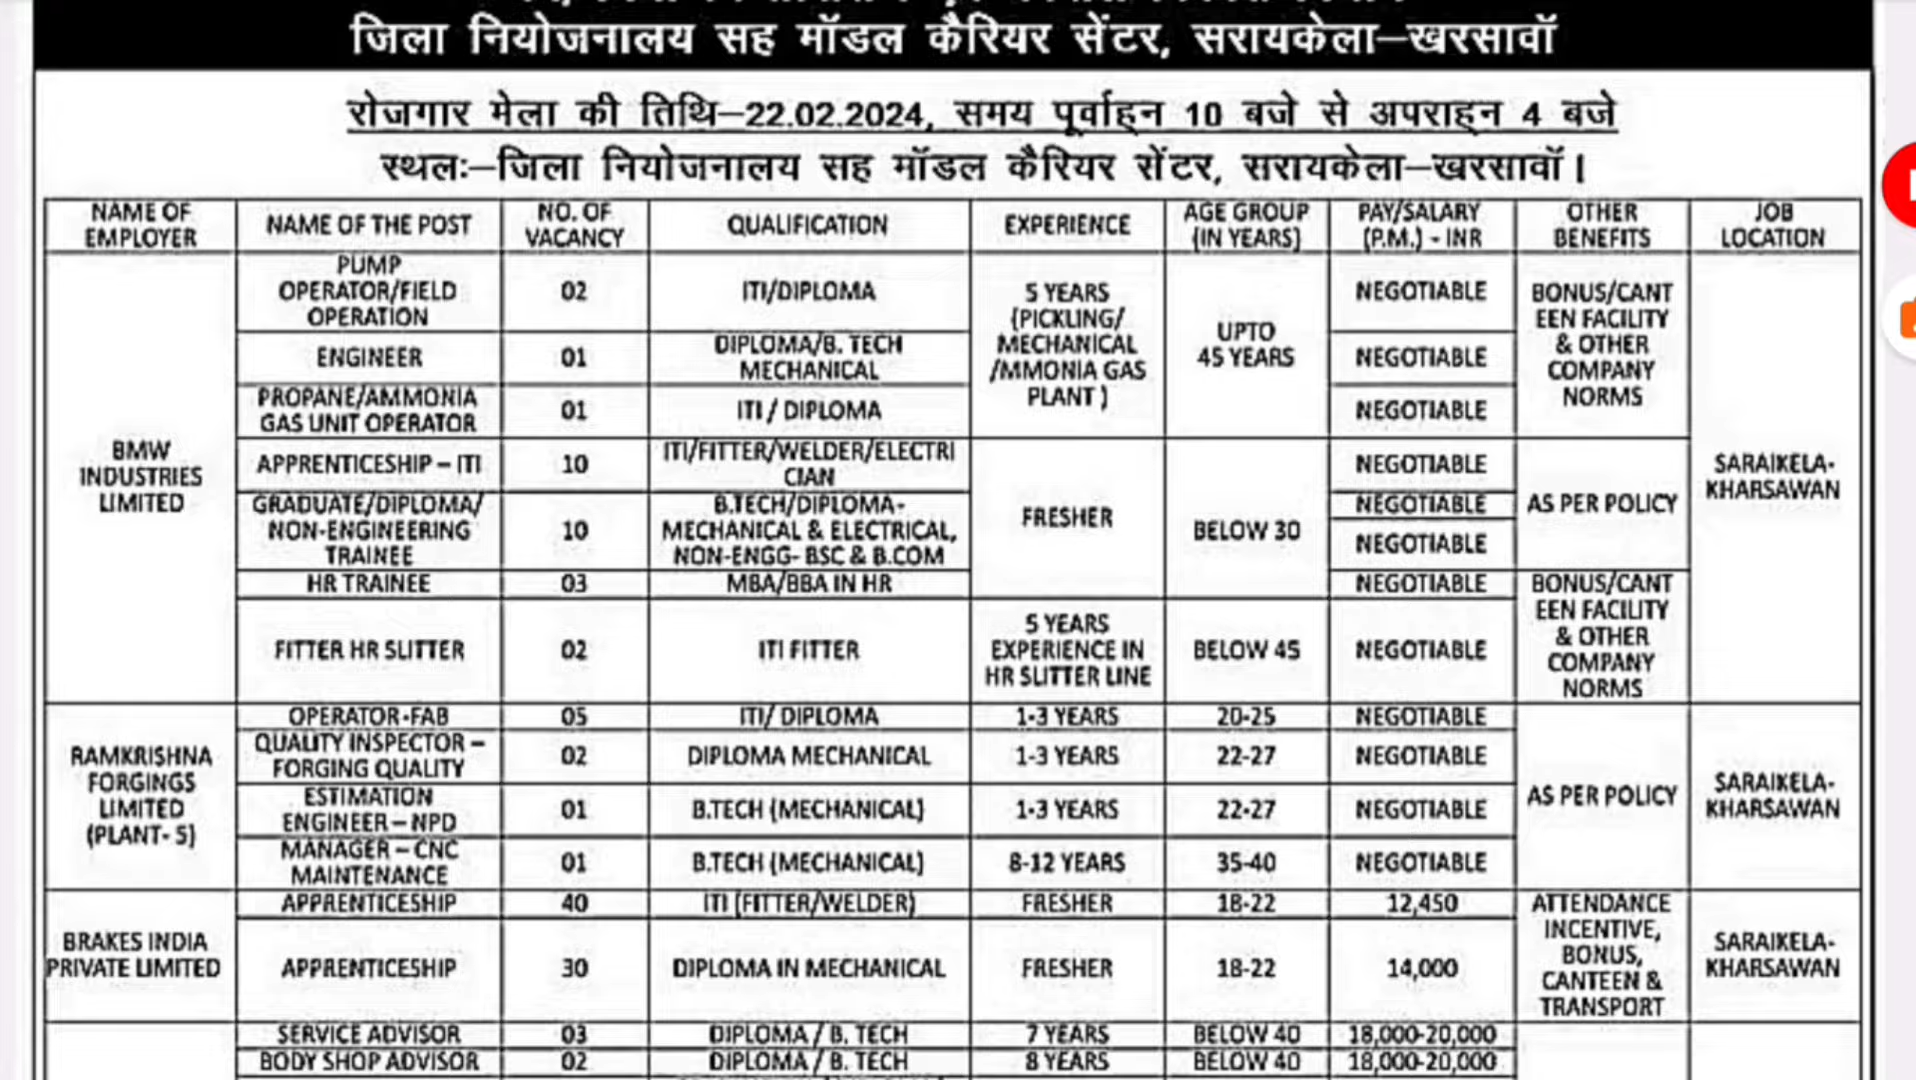 जिला नियोजनालय सह मॉडल कैरियर सेंटर, सरायकेला–खरसावॉ
रोजगार मेला की तिथि–22.02.2024, समय पूर्वाह्न 10 बजे से अपराह्न 4 बजे
स्थलः–जिला नियोजनालय सह मॉडल कैरियर सेंटर, सरायकेला–खरसावॉ।
NAME OF EMPLOYER NAME OF THE POST NO. OF VACANCY QUALIFICATION EXPERIENCE AGE GROUP (IN YEARS) PAY/SALARY (P.M.) - INR OTHER BENEFITS JOB LOCATION
BMW INDUSTRIES LIMITED PUMP OPERATOR/FIELD OPERATION 02 ITI/DIPLOMA 5 YEARS (PICKLING/ MECHANICAL /MMONIA GAS PLANT) UPTO 45 YEARS NEGOTIABLE BONUS/CANT EEN FACILITY & OTHER COMPANY NORMS SARAIKELA- KHARSAWAN
ENGINEER 01 DIPLOMA/B. TECH MECHANICAL NEGOTIABLE
PROPANE/AMMONIA GAS UNIT OPERATOR 01 ITI / DIPLOMA NEGOTIABLE
APPRENTICESHIP – ITI 10 ITI/FITTER/WELDER/ELECTRI CIAN FRESHER BELOW 30 NEGOTIABLE AS PER POLICY
GRADUATE/DIPLOMA/ NON-ENGINEERING TRAINEE 10 B.TECH/DIPLOMA- MECHANICAL & ELECTRICAL, NON-ENGG- BSC & B.COM NEGOTIABLE NEGOTIABLE
HR TRAINEE 03 MBA/BBA IN HR NEGOTIABLE BONUS/CANT EEN FACILITY & OTHER COMPANY NORMS
FITTER HR SLITTER 02 ITI FITTER 5 YEARS EXPERIENCE IN HR SLITTER LINE BELOW 45 NEGOTIABLE
RAMKRISHNA FORGINGS LIMITED (PLANT- 5) OPERATOR-FAB 05 ITI/ DIPLOMA 1-3 YEARS 20-25 NEGOTIABLE AS PER POLICY SARAIKELA- KHARSAWAN
QUALITY INSPECTOR – FORGING QUALITY 02 DIPLOMA MECHANICAL 1-3 YEARS 22-27 NEGOTIABLE
ESTIMATION ENGINEER – NPD 01 B.TECH (MECHANICAL) 1-3 YEARS 22-27 NEGOTIABLE
MANAGER – CNC MAINTENANCE 01 B.TECH (MECHANICAL) 8-12 YEARS 35-40 NEGOTIABLE
BRAKES INDIA PRIVATE LIMITED APPRENTICESHIP 40 ITI (FITTER/WELDER) FRESHER 18-22 12,450 ATTENDANCE INCENTIVE, BONUS, CANTEEN & TRANSPORT SARAIKELA- KHARSAWAN
APPRENTICESHIP 30 DIPLOMA IN MECHANICAL FRESHER 18-22 14,000
SERVICE ADVISOR 03 DIPLOMA / B. TECH 7 YEARS BELOW 40 18,000-20,000
BODY SHOP ADVISOR 02 DIPLOMA / B. TECH 8 YEARS BELOW 40 18,000-20,000